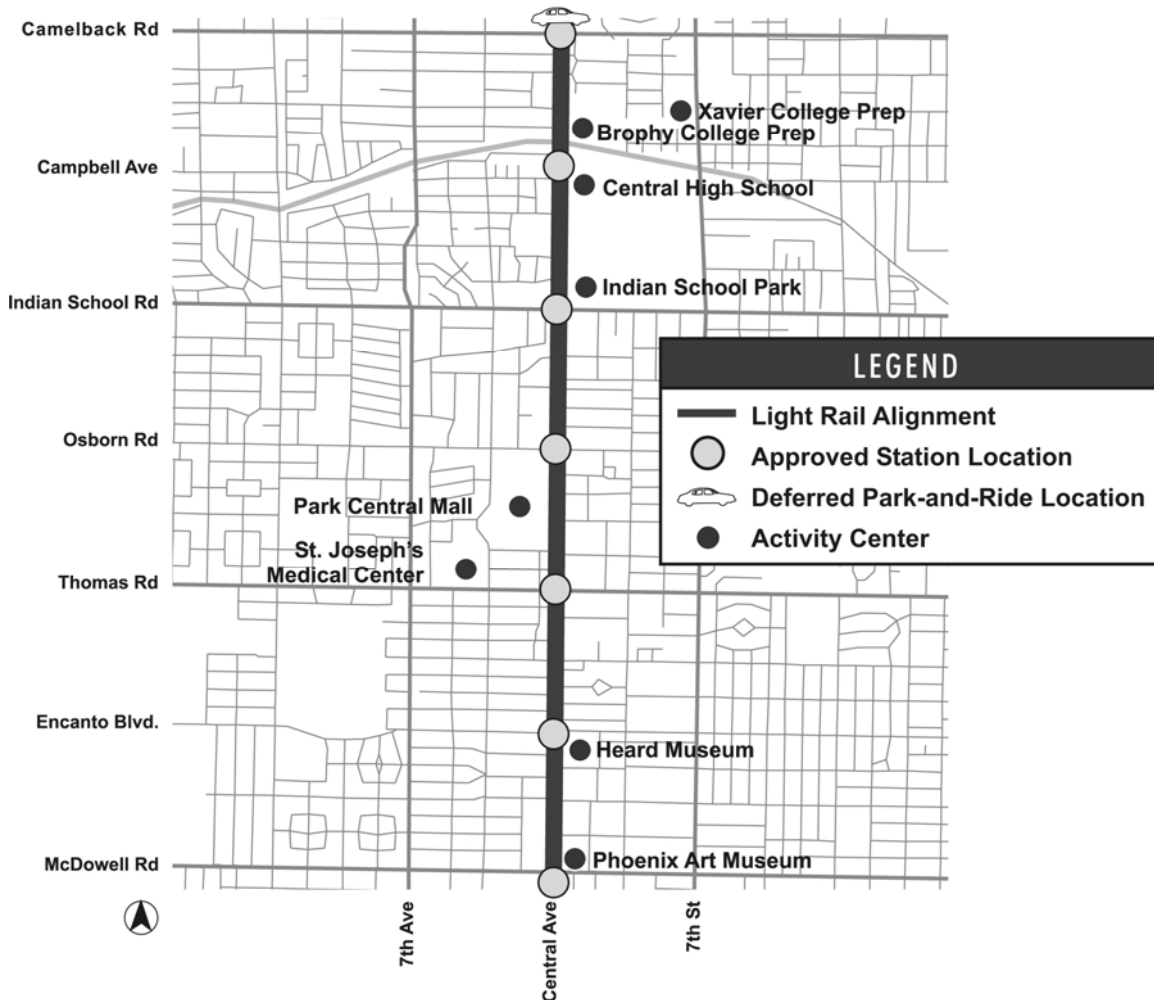 Camelback Rd
Xavier College Prep
Brophy College Prep
Campbell Ave
Central High School
Indian School Park
Indian School Rd
LEGEND
Light Rail Alignment
Approved Station Location
Deferred Park-and-Ride Location
Activity Center
Osborn Rd
Park Central Mall
St. Joseph's
Medical Center
Thomas Rd
Encanto Blvd.
Heard Museum
Phoenix Art Museum
McDowell Rd
7th Ave
Central Ave
7th St